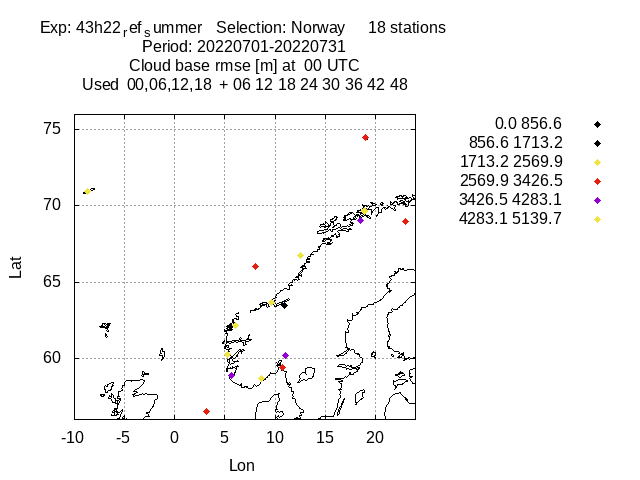 Exp: 43h22refsummer   Selection: Norway      18 stations
Period: 20220701-20220731
Cloud base rmse [m] at  00 UTC
Used  00,06,12,18  + 06 12 18 24 30 36 42 48
0.0 856.6
856.6 1713.2
1713.2 2569.9
2569.9 3426.5
3426.5 4283.1
4283.1 5139.7
75
70
65
60
Lat
-10 -5 0 5 10 15 20
Lon